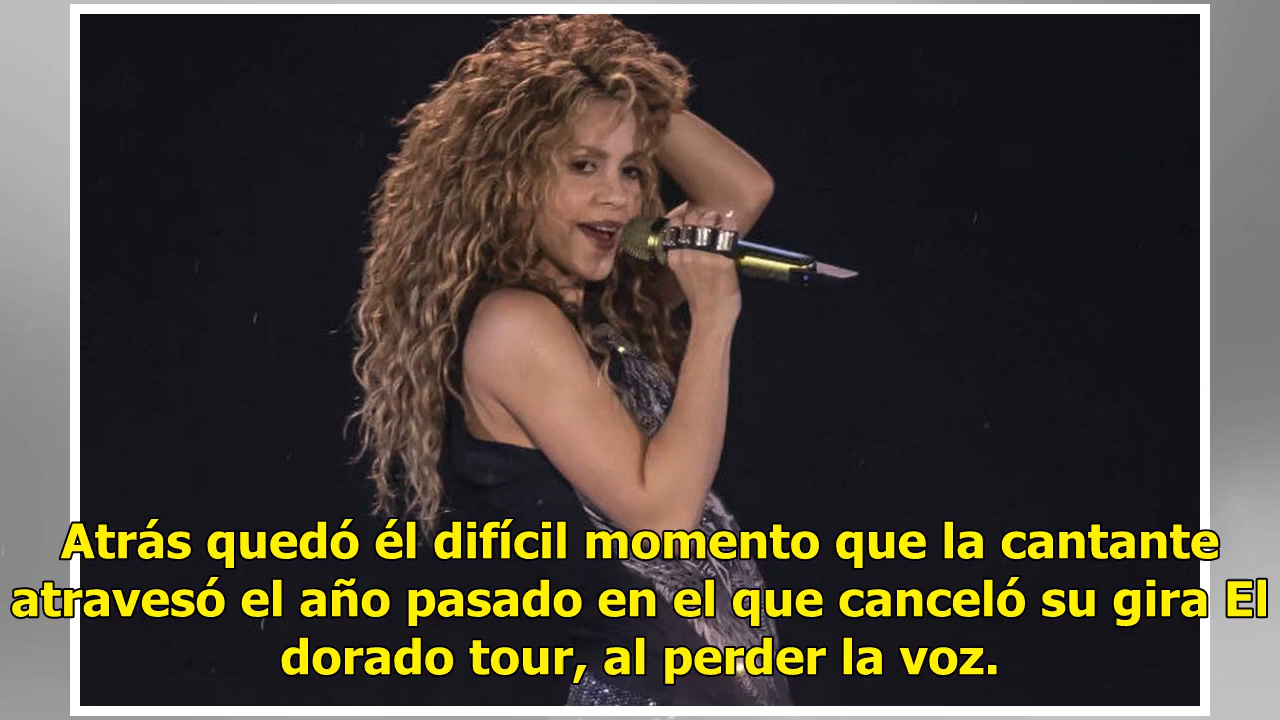 Atrás quedó él difícil momento que la cantante
atravesó el año pasado en el que canceló su gira El
dorado tour, al perder la voz.